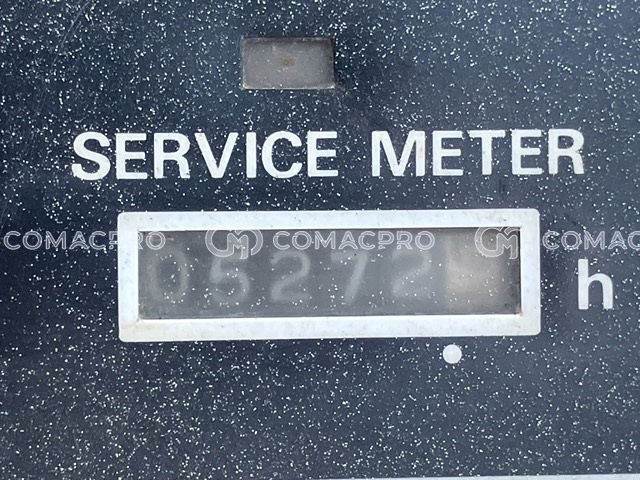 SERVICE METER
COMACPRO COMACPRO COMACPRO
05272
h